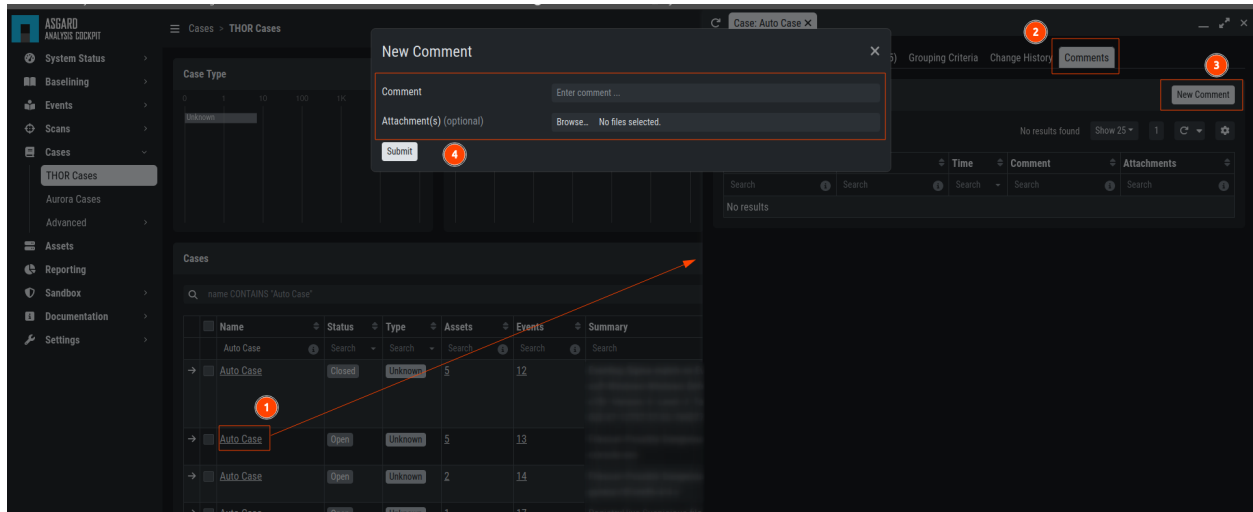 ASGARD
ANALYSIS COCKPIT
System Status
Baselining
Events
Scans
Cases
THOR Cases
Aurora Cases
Advanced
Assets
Reporting
Sandbox
Documentation
Settings
Cases > THOR Cases
Case Type
0 1 10 100 1K
Unknown
New Comment
Comment
Enter comment ...
Attachment(s) (optional)
Browse... No files selected.
Submit
4
Case: Auto Case
2
Grouping Criteria Change History Comments
3
New Comment
No results found Show 25 1
Time Comment Attachments
Search Search Search Search Search
No results
Cases
name CONTAINS "Auto Case"
Name Status Type Assets Events Summary
Auto Case Search Search Search Search Search
Auto Case Closed Unknown 5 12
1
Auto Case Open Unknown 5 13
Auto Case Open Unknown 2 14